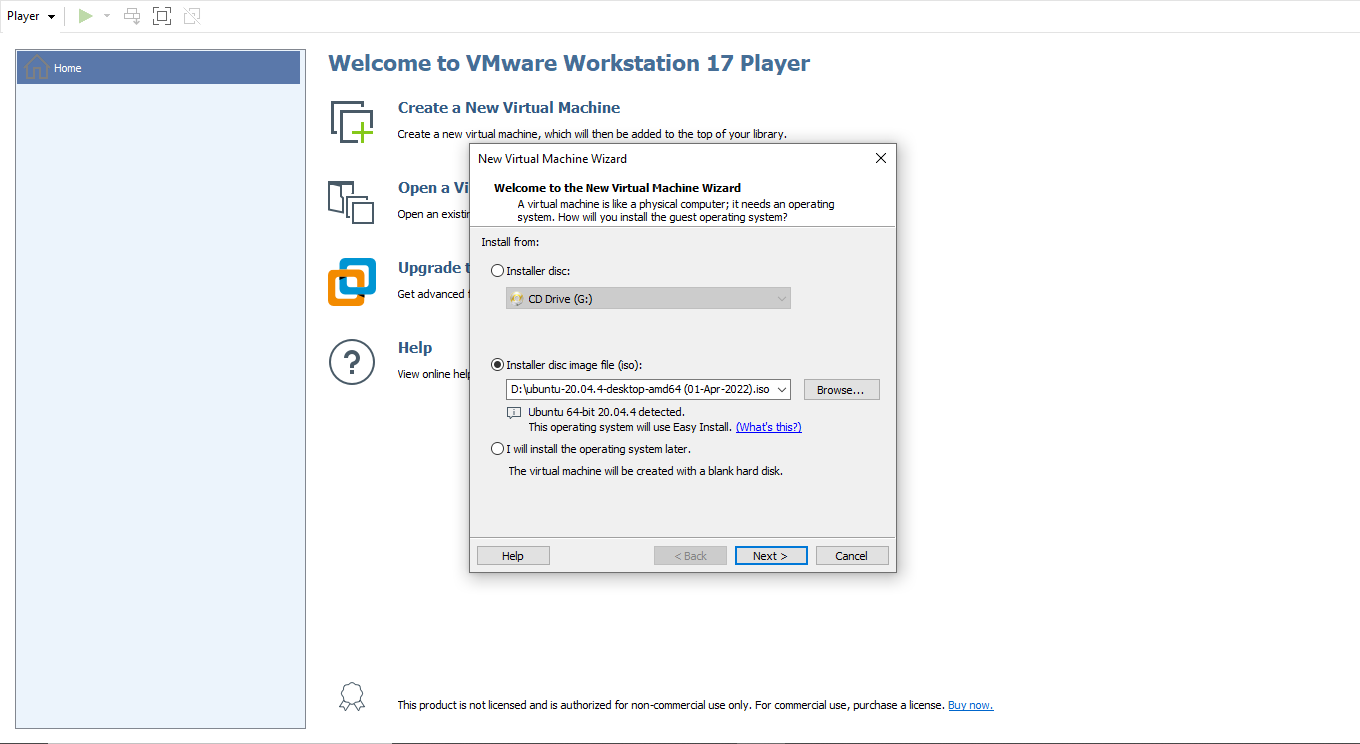 Player
Home
Welcome to VMware Workstation 17 Player
Create a New Virtual Machine
Create a new virtual machine, which will then be added to the top of your library.
Open a Vi
Open an existin
Upgrade t
Get advanced f
Help
View online help
New Virtual Machine Wizard
Welcome to the New Virtual Machine Wizard
A virtual machine is like a physical computer; it needs an operating
system. How will you install the guest operating system?
Install from:
Installer disc:
CD Drive (G:)
Installer disc image file (iso):
D:\ubuntu-20.04.4-desktop-amd64 (01-Apr-2022).iso
Browse...
Ubuntu 64-bit 20.04.4 detected.
This operating system will use Easy Install. (What's this?)
I will install the operating system later.
The virtual machine will be created with a blank hard disk.
Help
< Back
Next >
Cancel
This product is not licensed and is authorized for non-commercial use only. For commercial use, purchase a license. Buy now.